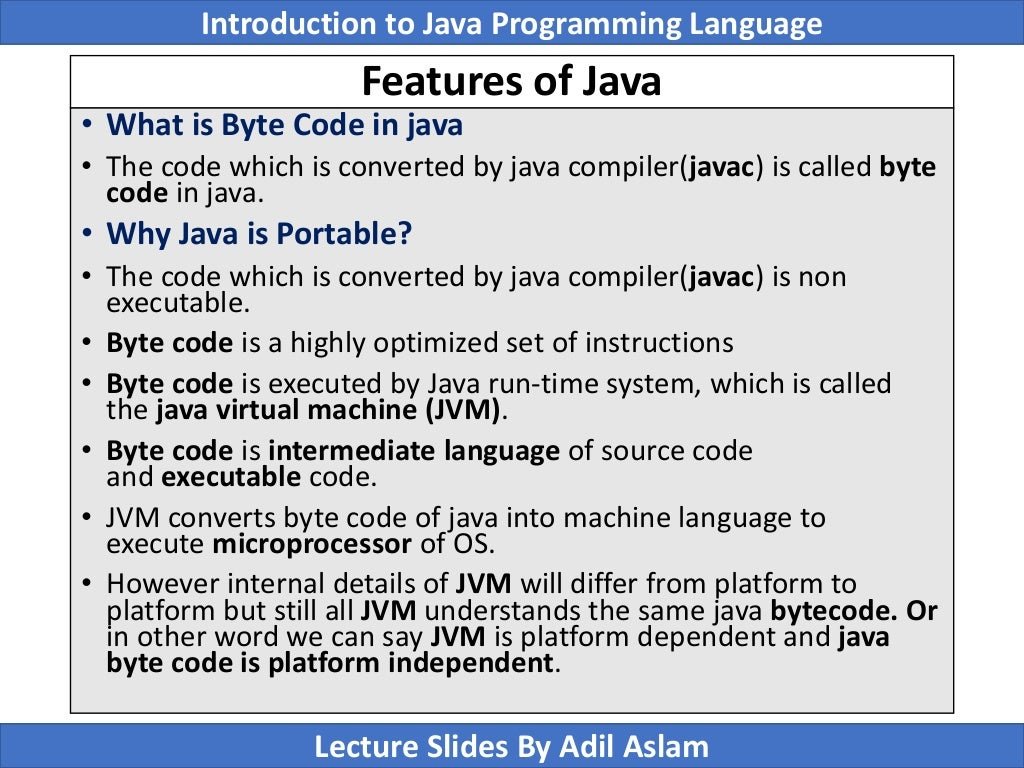 Introduction to Java Programming Language
Features of Java
• What is Byte Code in java
• The code which is converted by java compiler(javac) is called byte
code in java.
• Why Java is Portable?
• The code which is converted by java compiler(javac) is non
executable.
• Byte code is a highly optimized set of instructions
• Byte code is executed by Java run-time system, which is called
the java virtual machine (JVM).
• Byte code is intermediate language of source code
and executable code.
• JVM converts byte code of java into machine language to
execute microprocessor of OS.
• However internal details of JVM will differ from platform to
platform but still all JVM understands the same java bytecode. Or
in other word we can say JVM is platform dependent and java
byte code is platform independent.
Lecture Slides By Adil Aslam